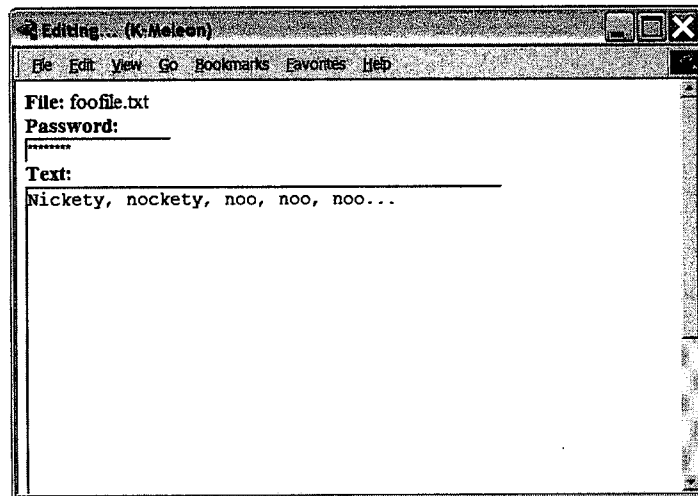 Editing... (K-Meleon)
File Edit View Go Bookmarks Favorites Help
File: foofile.txt
Password:
********
Text:
Nickety, nockety, noo, noo, noo...